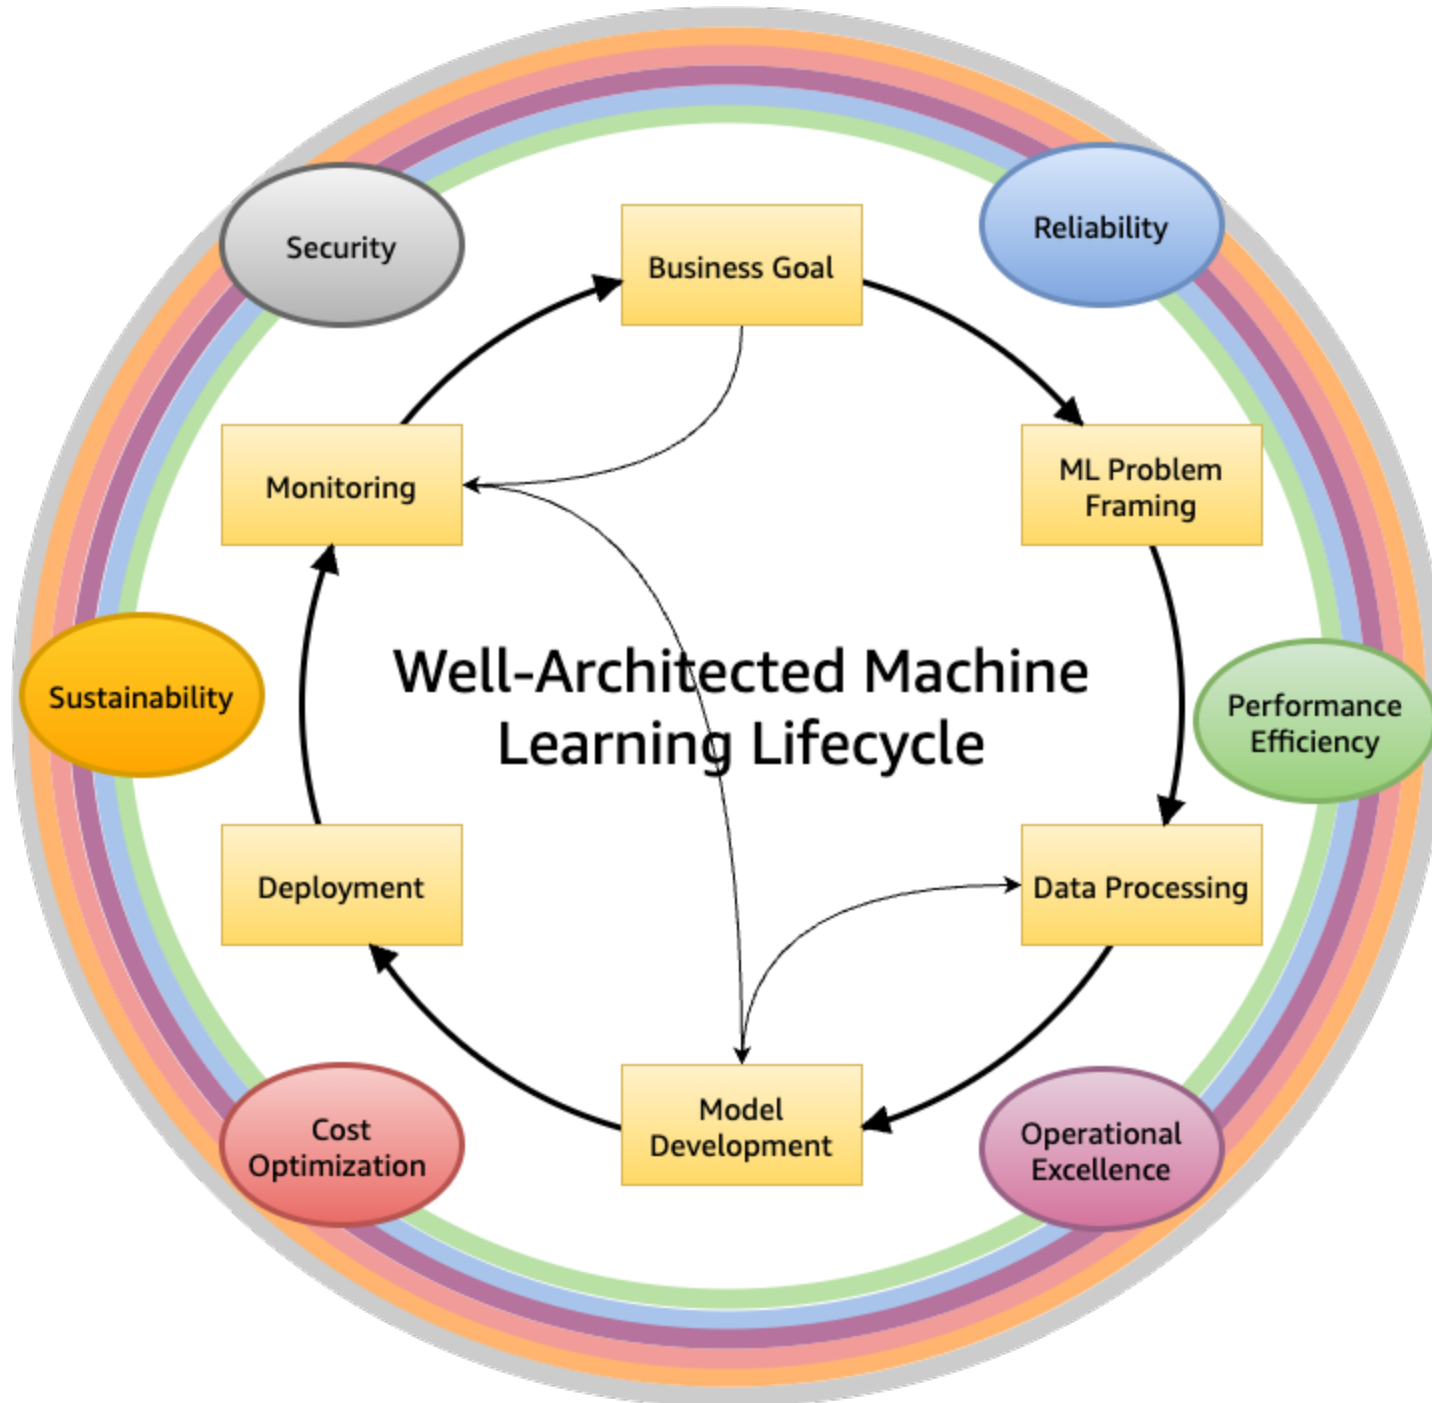 Security
Reliability
Business Goal
Monitoring
ML Problem
Framing
Well-Architected Machine
Learning Lifecycle
Sustainability
Performance
Efficiency
Deployment
Data Processing
Cost
Optimization
Model
Development
Operational
Excellence